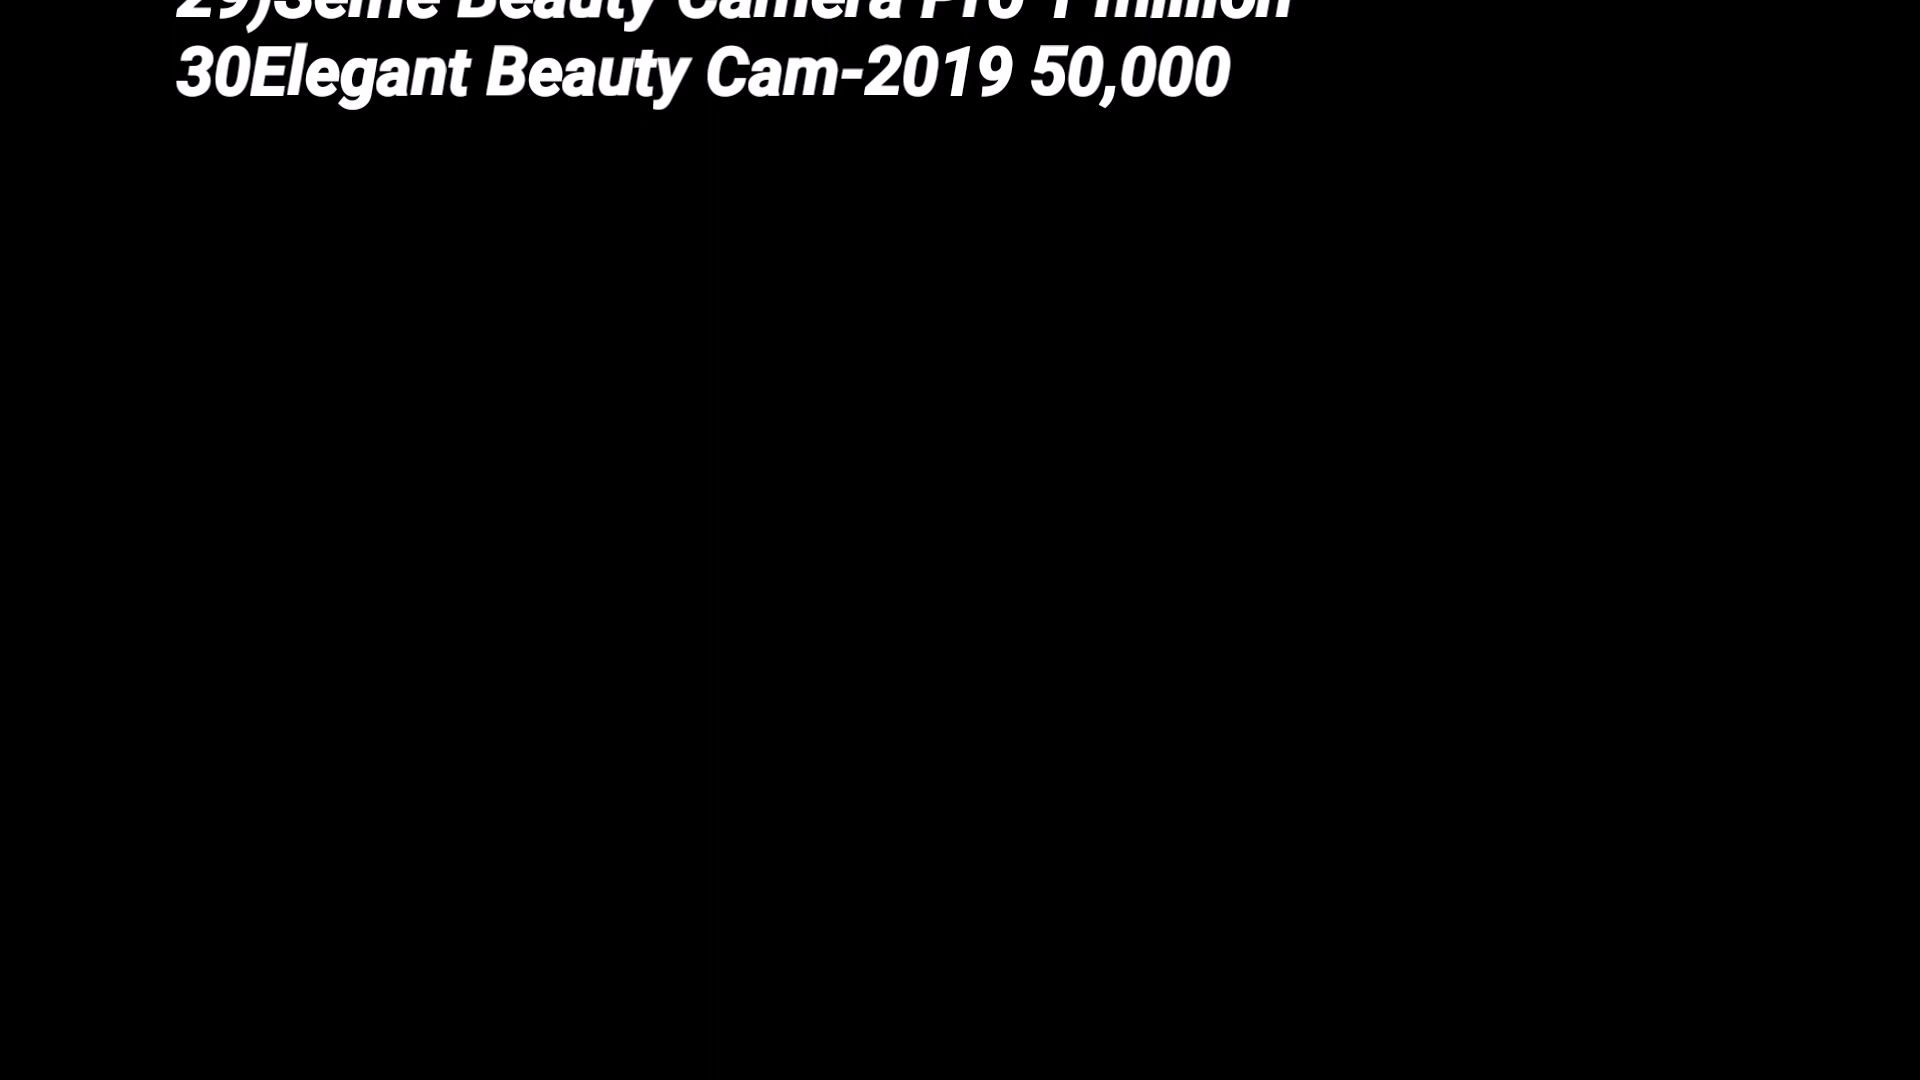 29)Selfie Beauty Camera Pro 1 million
30Elegant Beauty Cam-2019 50,000